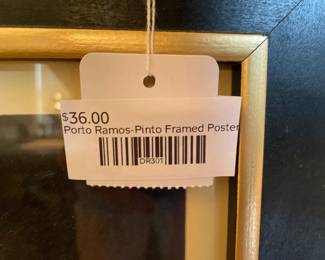 $36.00
Porto Ramos-Pinto Framed Poster
DR301